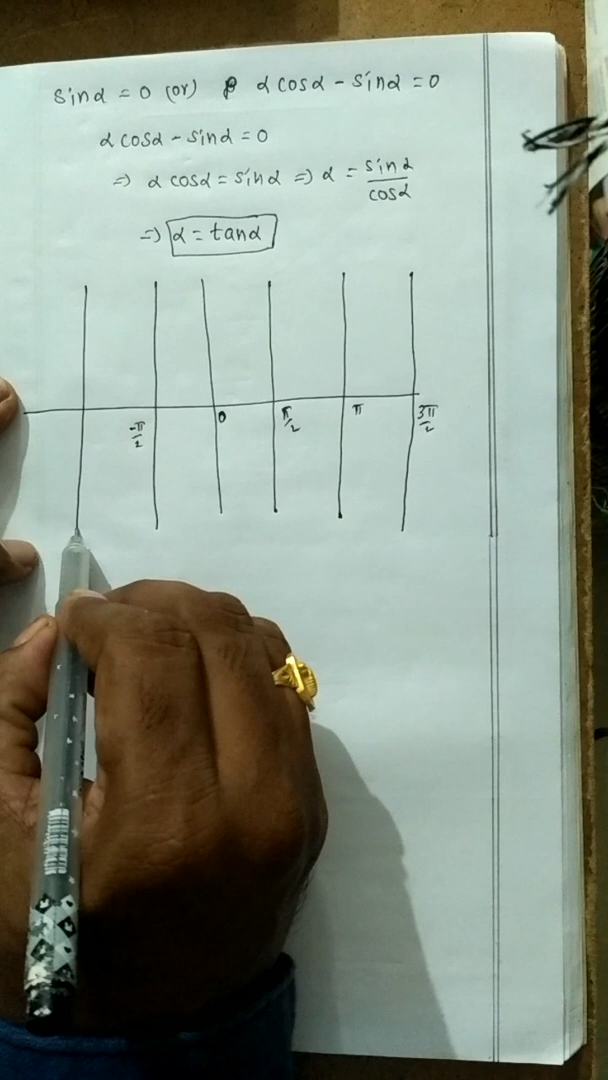 sinα = 0 (or) α cosα - sinα = 0
α cosα - sinα = 0
=> α cosα = sinα => α = sinα/cosα
=> α = tanα
-π/2 0 π/2 π 3π/2